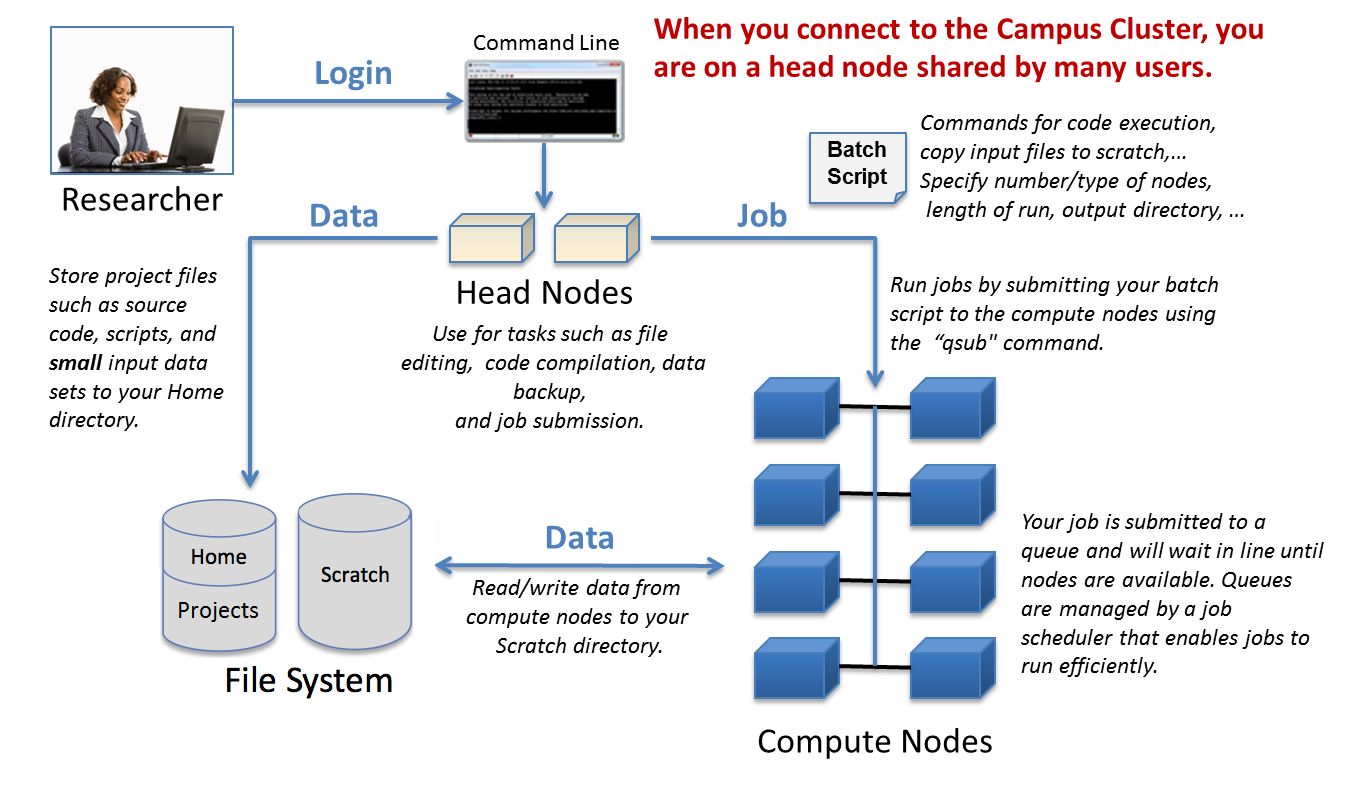 When you connect to the Campus Cluster, you
are on a head node shared by many users.
Command Line
Login
Researcher
Batch
Script
Commands for code execution,
copy input files to scratch,...
Specify number/type of nodes,
length of run, output directory, ...
Data
Job
Head Nodes
Use for tasks such as file
editing, code compilation, data
backup,
and job submission.
Store project files
such as source
code, scripts, and
small input data
sets to your Home
directory.
Run jobs by submitting your batch
script to the compute nodes using
the “qsub" command.
Home
Projects
Scratch
File System
Data
Read/write data from
compute nodes to your
Scratch directory.
Your job is submitted to a
queue and will wait in line until
nodes are available. Queues
are managed by a job
scheduler that enables jobs to
run efficiently.
Compute Nodes